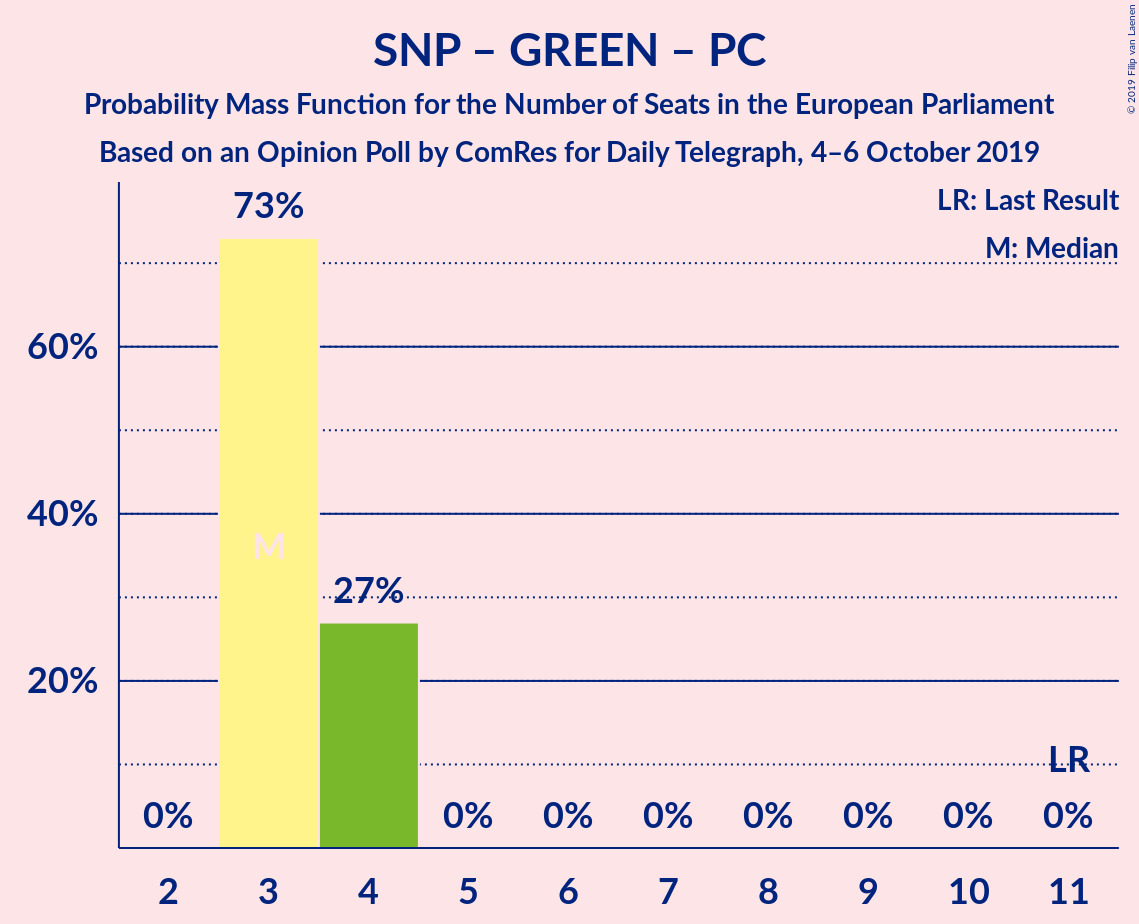 SNP – GREEN – PC
Probability Mass Function for the Number of Seats in the European Parliament
Based on an Opinion Poll by ComRes for Daily Telegraph, 4–6 October 2019
© 2019 Filip van Laenen
LR: Last Result
M: Median
73%
60%
40%
M
27%
20%
LR
0% 0% 0% 0% 0% 0% 0% 0%
2 3 4 5 6 7 8 9 10 11